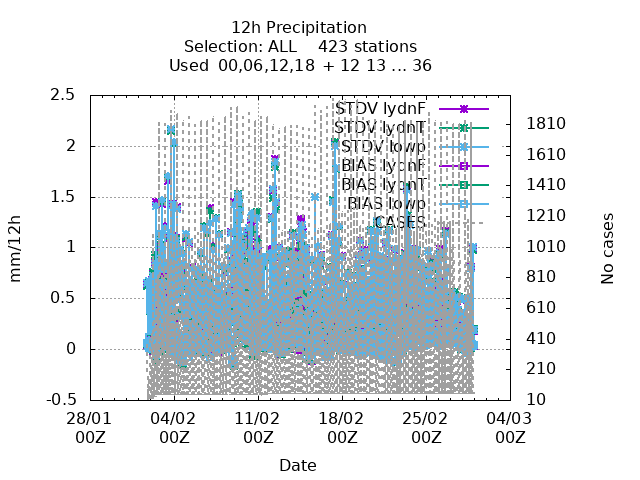 12h Precipitation
Selection: ALL 423 stations
Used 00,06,12,18 + 12 13 ... 36
STDV lydnF
STDV lydnT
STDV lowp
BIAS lydnF
BIAS lydnT
BIAS lowp
CASES
2.5
2
1.5
1
0.5
0
-0.5
1810
1610
1410
1210
1010
810
610
410
210
10
mm/12h
No cases
28/01 04/02 11/02 18/02 25/02 04/03
00Z 00Z 00Z 00Z 00Z 00Z
Date